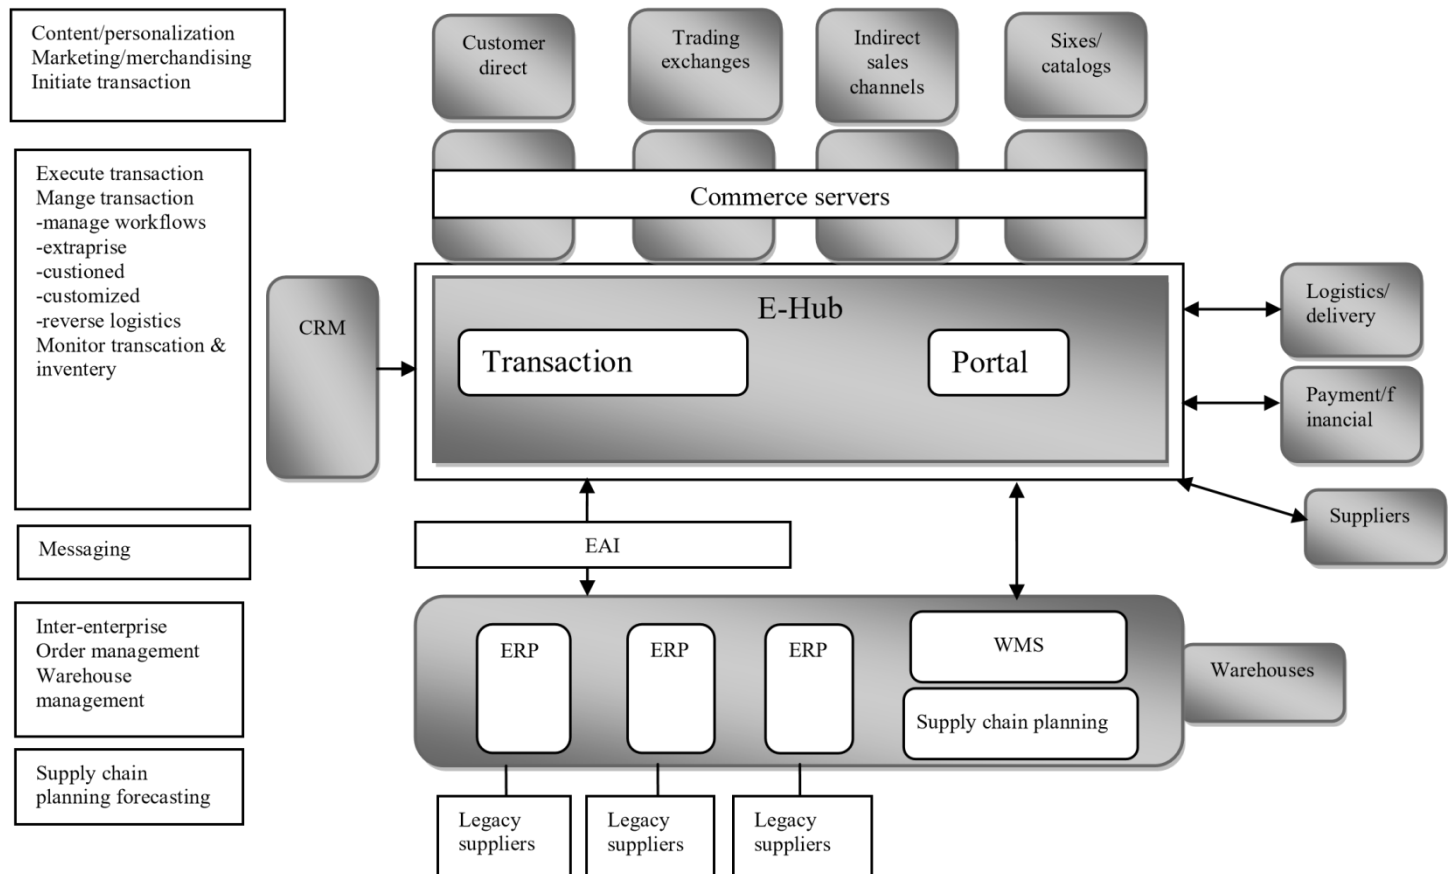 Content/personalization
Marketing/merchandising
Initiate transaction
Customer
direct
Trading
exchanges
Indirect
sales
channels
Sixes/
catalogs
Execute transaction
Mange transaction
-manage workflows
-extraprise
-custioned
-customized
-reverse logistics
Monitor transcation &
inventery
Commerce servers
CRM
E-Hub
Transaction
Portal
Logistics/
delivery
Payment/f
inancial
Suppliers
Messaging
EAI
Inter-enterprise
Order management
Warehouse
management
ERP
ERP
ERP
WMS
Supply chain planning
Warehouses
Supply chain
planning forecasting
Legacy
suppliers
Legacy
suppliers
Legacy
suppliers